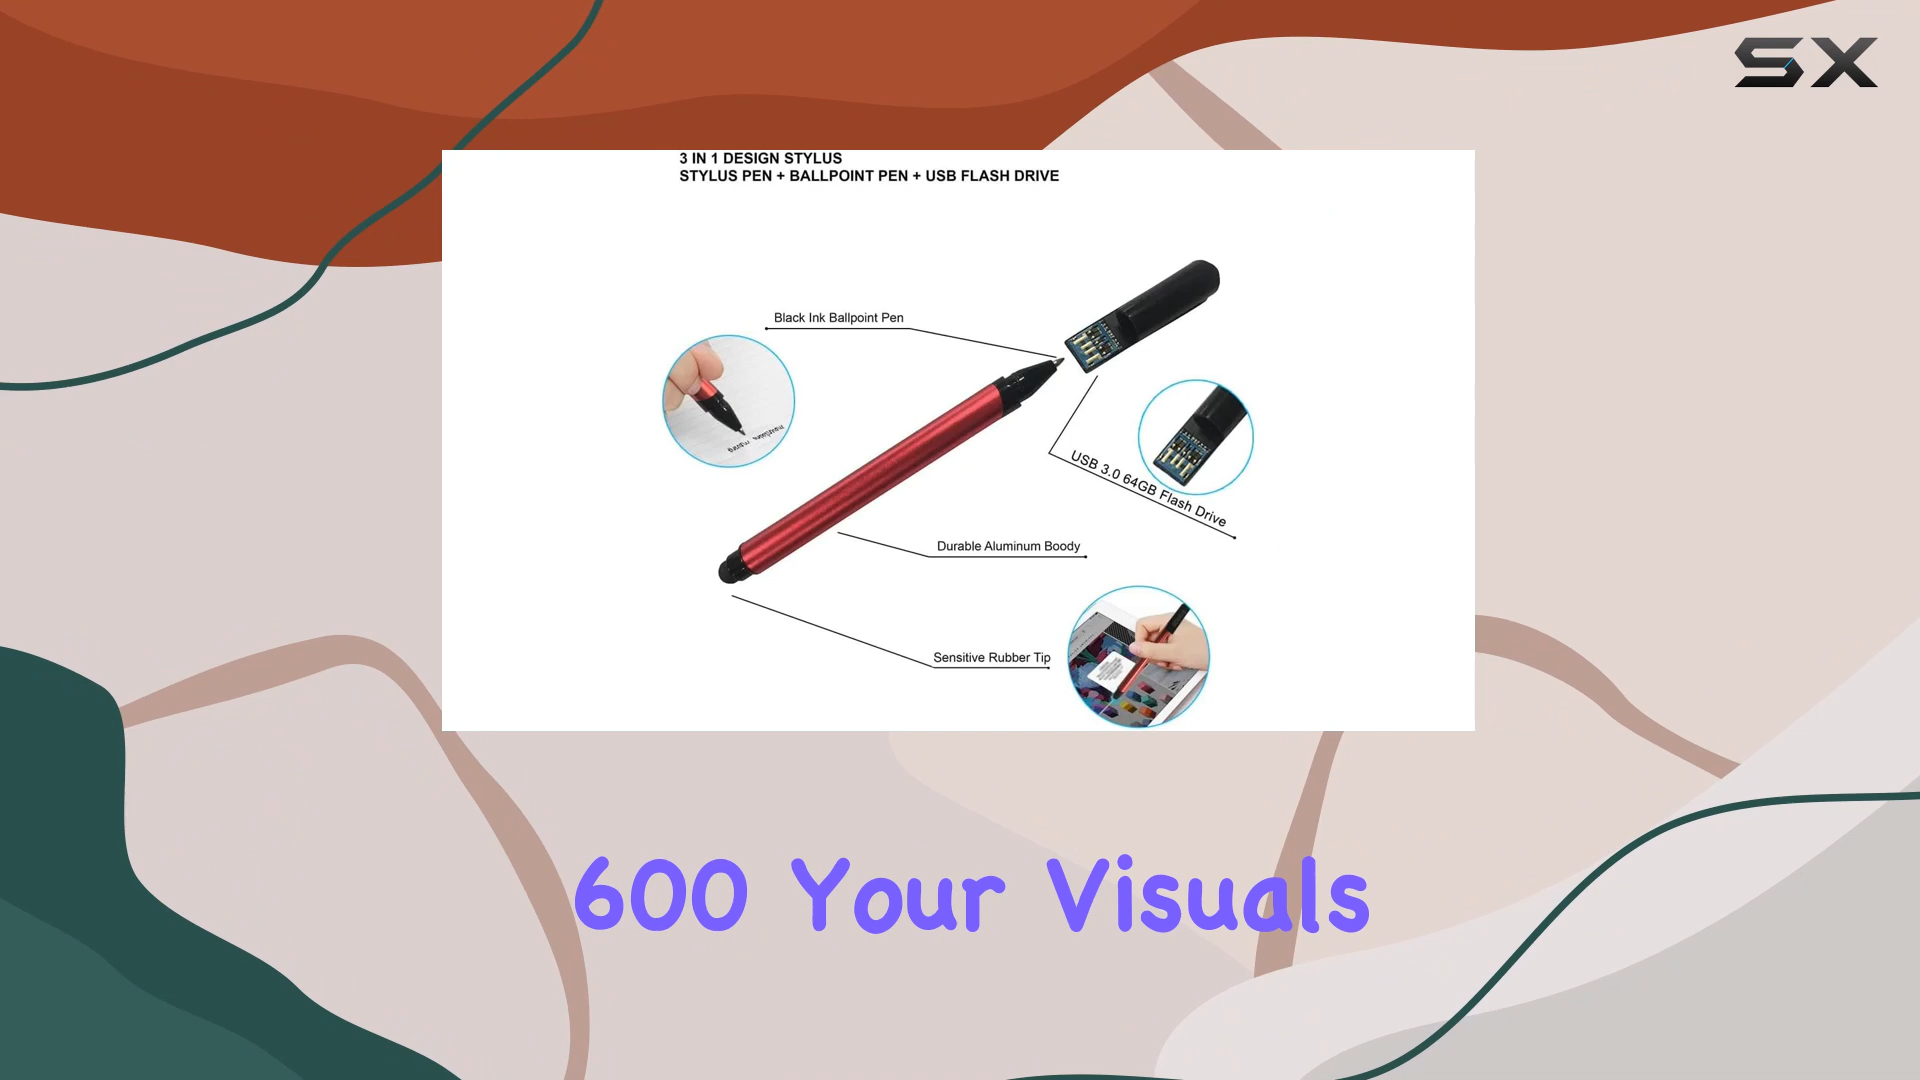 SX
3 IN 1 DESIGN STYLUS
STYLUS PEN + BALLPOINT PEN + USB FLASH DRIVE
Black Ink Ballpoint Pen
USB 3.0 64GB Flash Drive
Durable Aluminum Boody
Sensitive Rubber Tip
600 Your Visuals